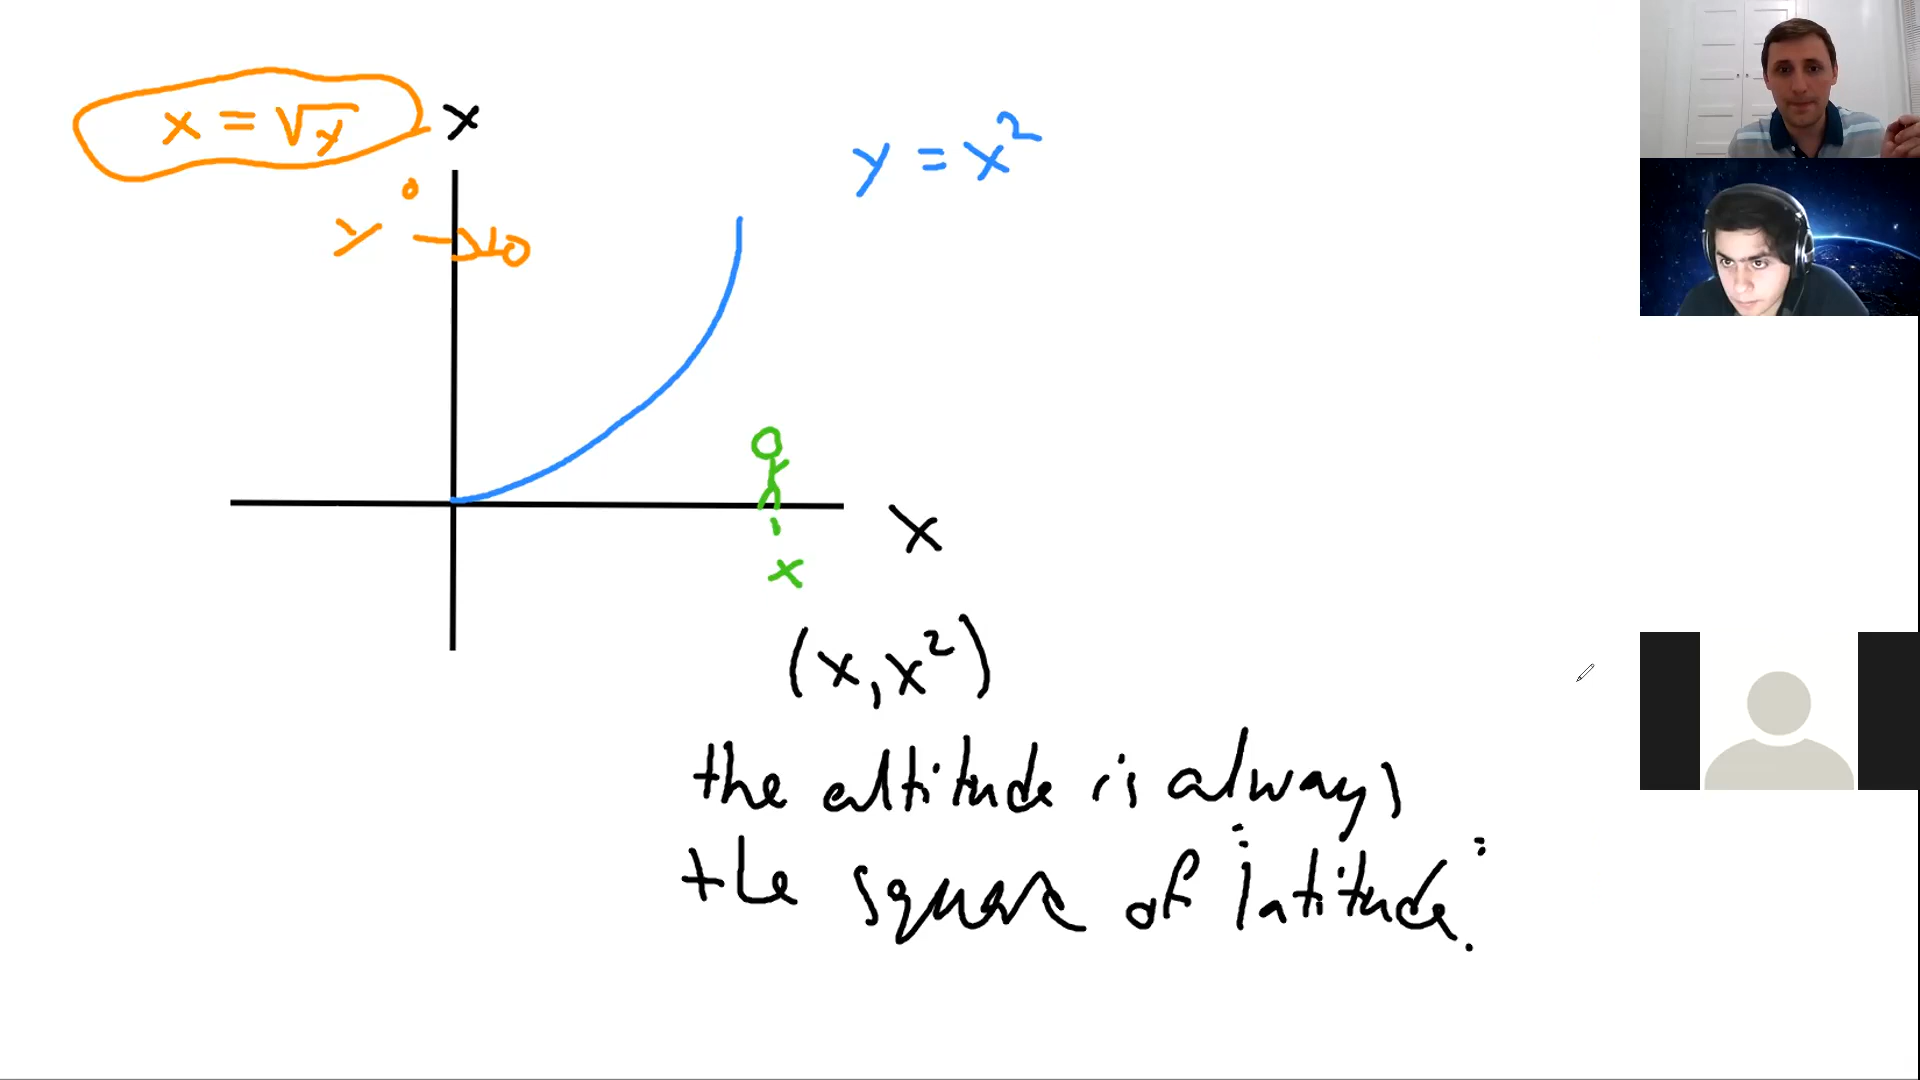 x = √y
x
y = x²
y
x
x
(x, x²)
the altitude is always
the square of latitude.